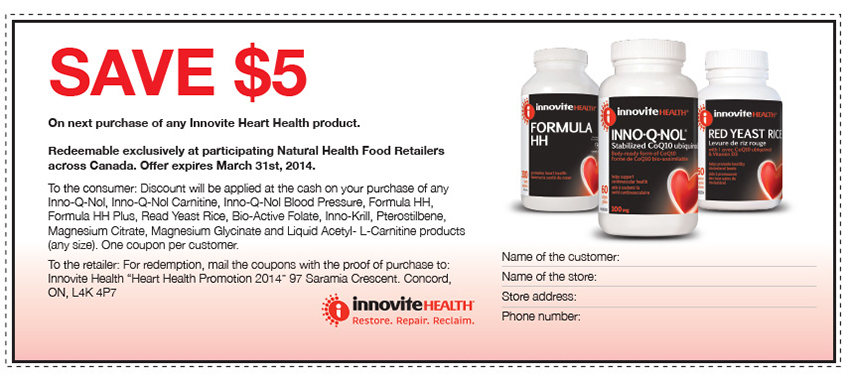 SAVE $5
On next purchase of any Innovite Heart Health product.
Redeemable exclusively at participating Natural Health Food Retailers
across Canada. Offer expires March 31st, 2014.
To the consumer: Discount will be applied at the cash on your purchase of any
Inno-Q-Nol, Inno-Q-Nol Carnitine, Inno-Q-Nol Blood Pressure, Formula HH,
Formula HH Plus, Read Yeast Rice, Bio-Active Folate, Inno-Krill, Pterostilbene,
Magnesium Citrate, Magnesium Glycinate and Liquid Acetyl- L-Carnitine products
(any size). One coupon per customer.
To the retailer: For redemption, mail the coupons with the proof of purchase to:
Innovite Health "Heart Health Promotion 2014" 97 Saramia Crescent. Concord,
ON, L4K 4P7
innovite HEALTH
Restore. Repair. Reclaim.
innovite HEALTH
FORMULA
HH
innovite HEALTH
INNO-Q-NOL
Stabilized CoQ10 ubiquinol
300 mg
innovite HEALTH
RED YEAST RICE
Levure de riz rouge
Name of the customer:
Name of the store:
Store address:
Phone number: